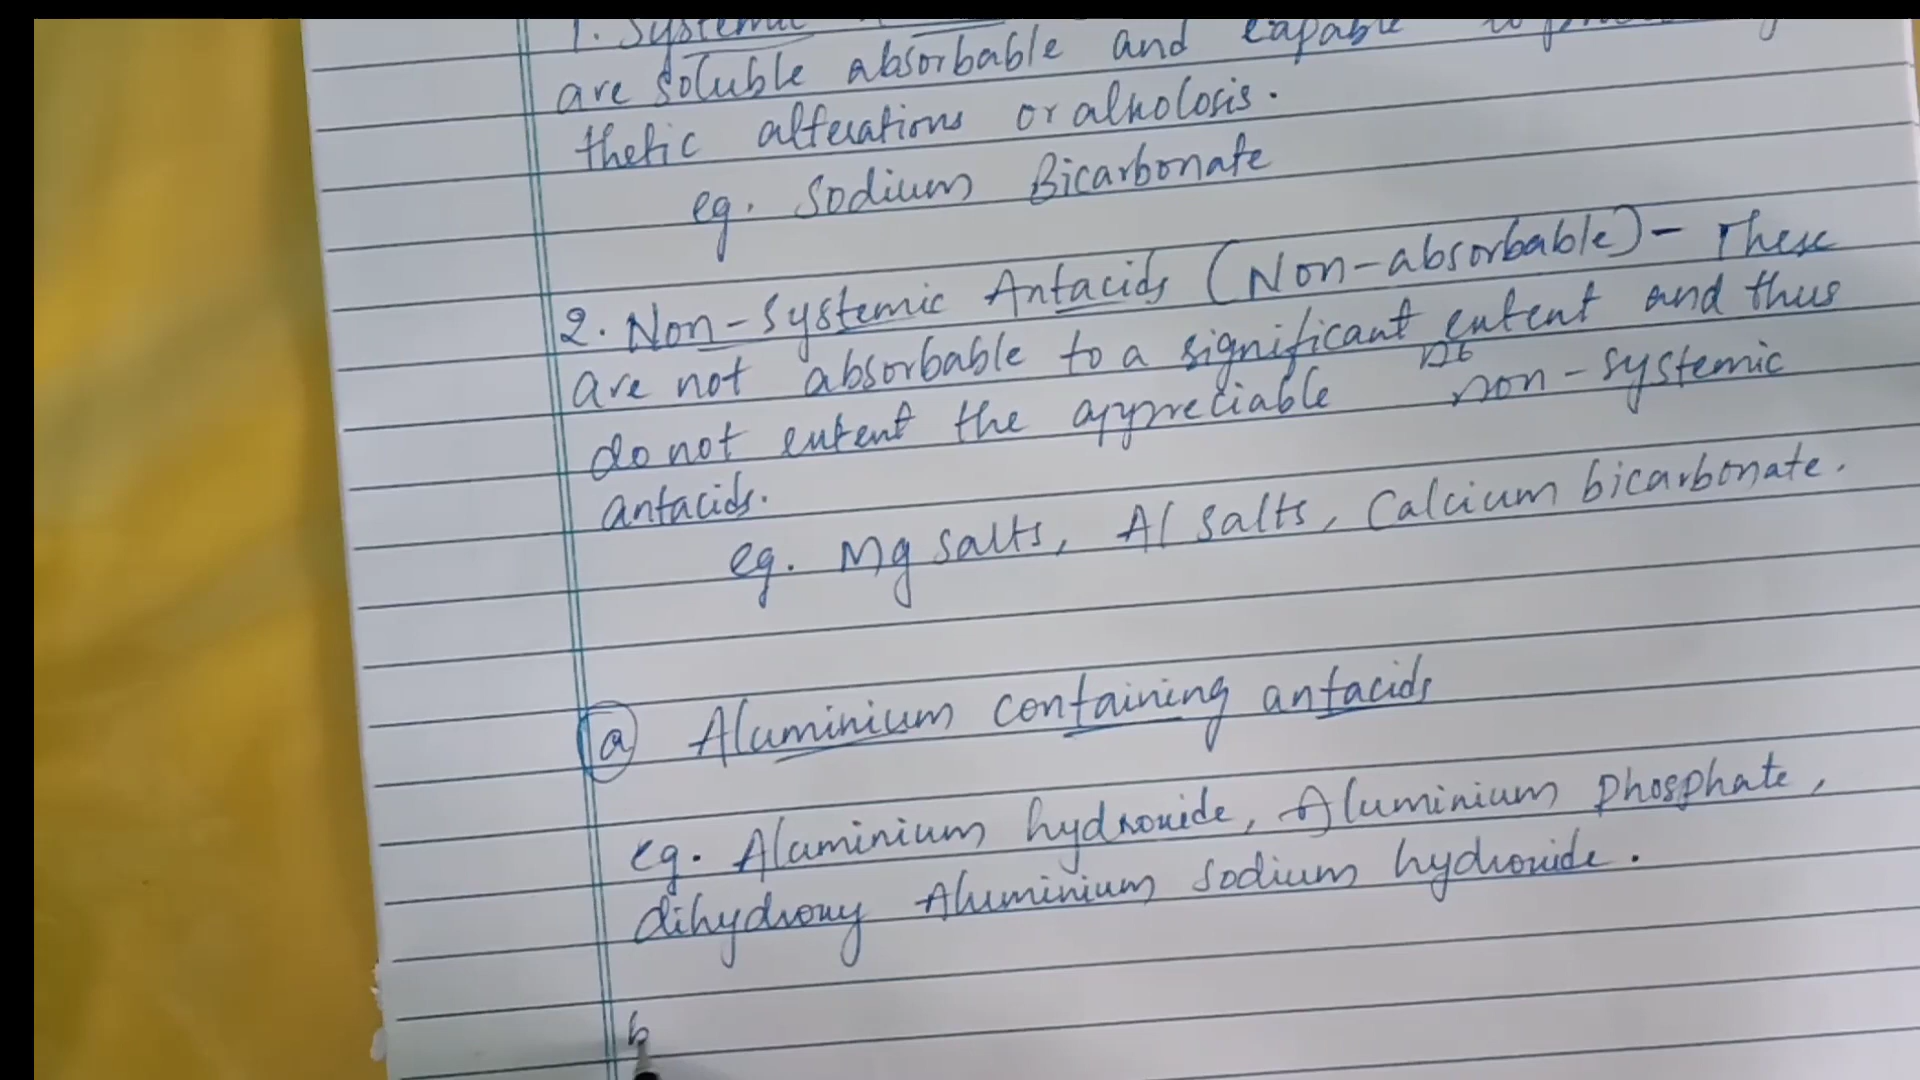 1. Systemic
are soluble absorbable and capable
thetic alterations or alkolosis.
eg. Sodium Bicarbonate
2. Non-Systemic Antacids (Non-absorbable) - These
are not absorbable to a significant extent and thus
do not extent the appreciable non-systemic
antacids.
eg. Mg salts, Al salts, Calcium bicarbonate.
a Aluminium containing antacids
eg. Aluminium hydroxide, Aluminium phosphate,
dihydroxy Aluminium Sodium hydroxide.
b